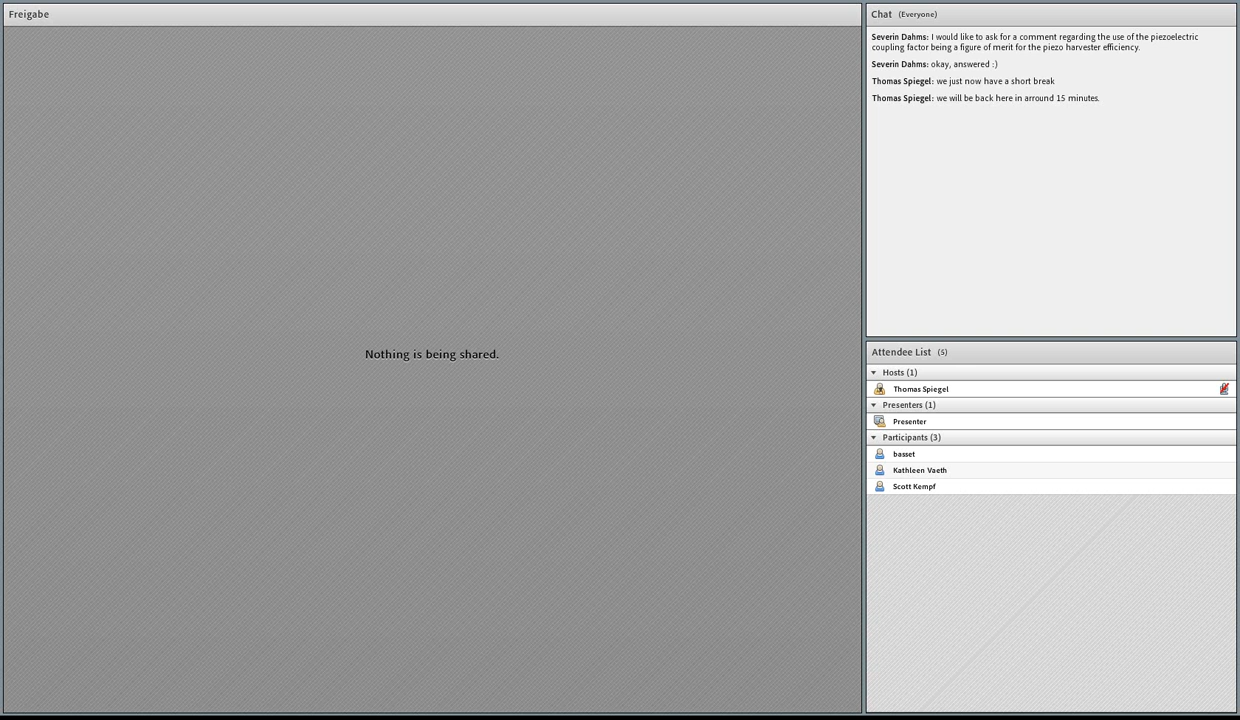 Freigabe
Nothing is being shared.
Chat (Everyone)
Severin Dahms: I would like to ask for a comment regarding the use of the piezoelectric
coupling factor being a figure of merit for the piezo harvester efficiency.
Severin Dahms: okay, answered :)
Thomas Spiegel: we just now have a short break
Thomas Spiegel: we will be back here in arround 15 minutes.
Attendee List (5)
Hosts (1)
Thomas Spiegel
Presenters (1)
Presenter
Participants (3)
basset
Kathleen Vaeth
Scott Kempf